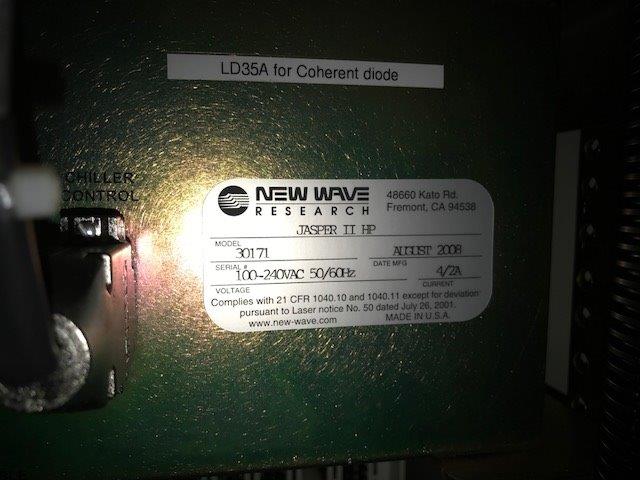 LD35A for Coherent diode
CHILLER
CONTROL
NEW WAVE
RESEARCH
48660 Kato Rd.
Fremont, CA 94538
JASPER II HP
MODEL
30171
AUGUST 2008
SERIAL #
DATE MFG
100-240VAC 50/60Hz
4/2A
VOLTAGE
CURRENT
Complies with 21 CFR 1040.10 and 1040.11 except for deviation
pursuant to Laser notice No. 50 dated July 26, 2001.
www.new-wave.com
MADE IN U.S.A.